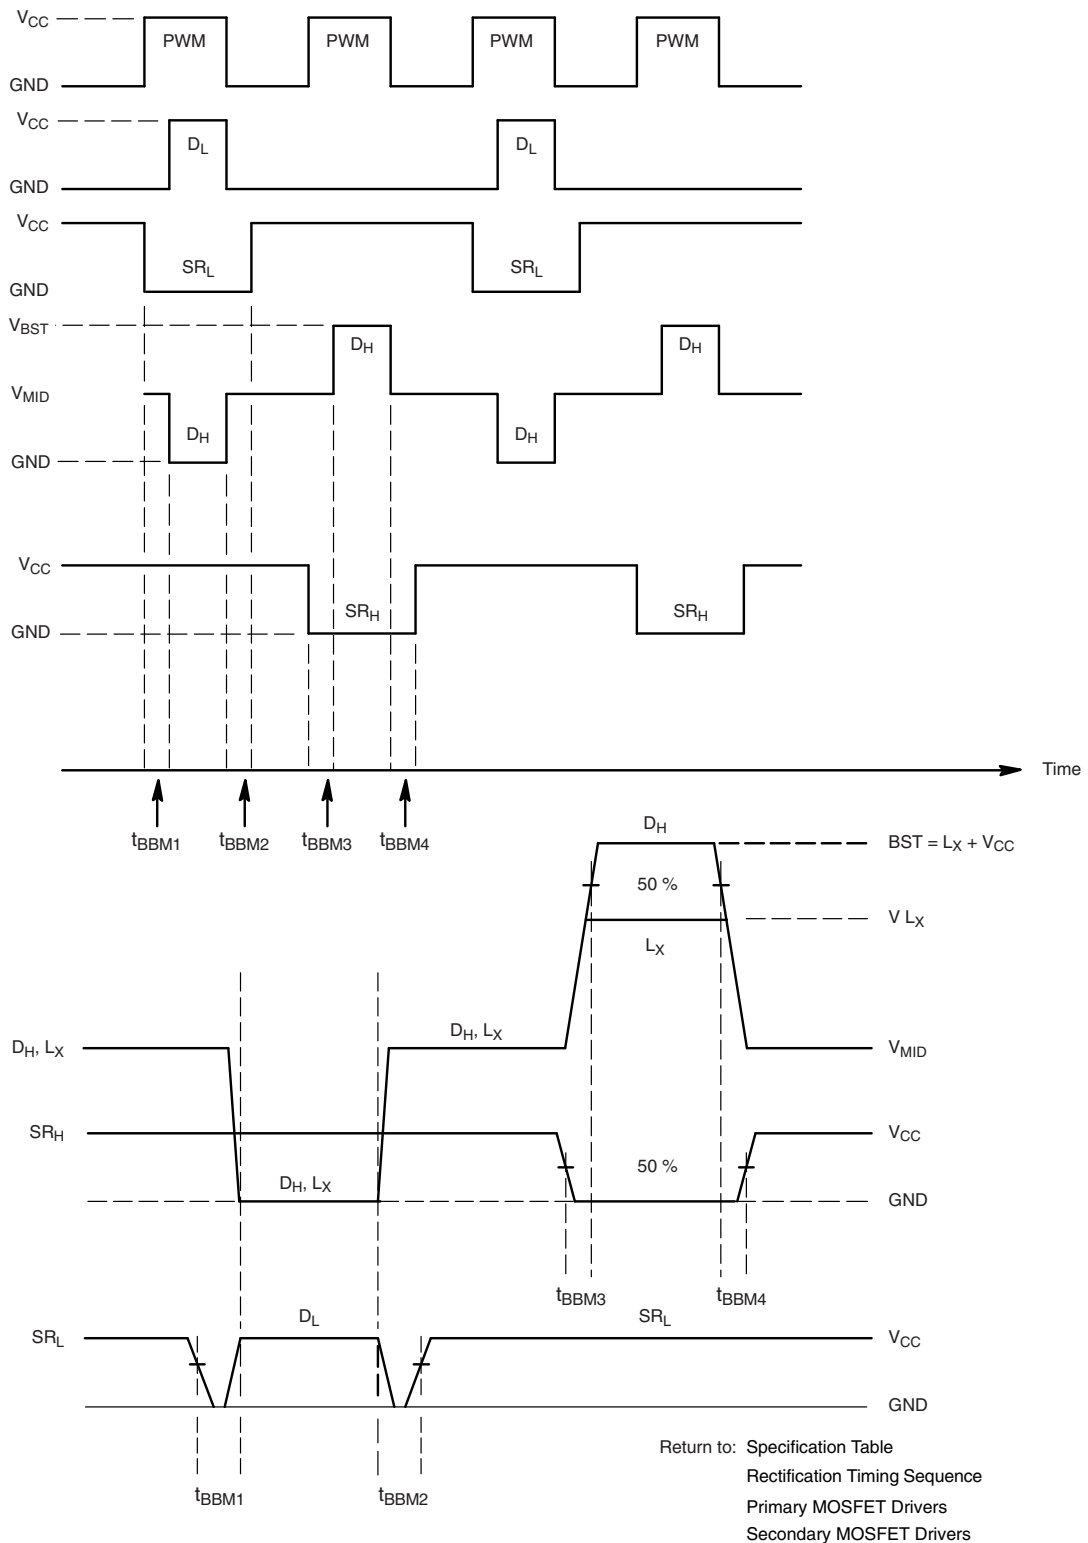 VCC PWM PWM PWM PWM
GND
VCC DL DL
GND
VCC
SRL SRL
GND
VBST
DH DH
VMID
DH DH
GND
VCC
SRH SRH
GND
Time
tBBM1 tBBM2 tBBM3 tBBM4
DH
BST = LX + VCC
50 %
V LX
LX
DH, LX
DH, LX VMID
SRH VCC
50 %
DH, LX
GND
tBBM3 tBBM4
DL SRL
SRL VCC
GND
Return to: Specification Table
Rectification Timing Sequence
tBBM1 tBBM2
Primary MOSFET Drivers
Secondary MOSFET Drivers